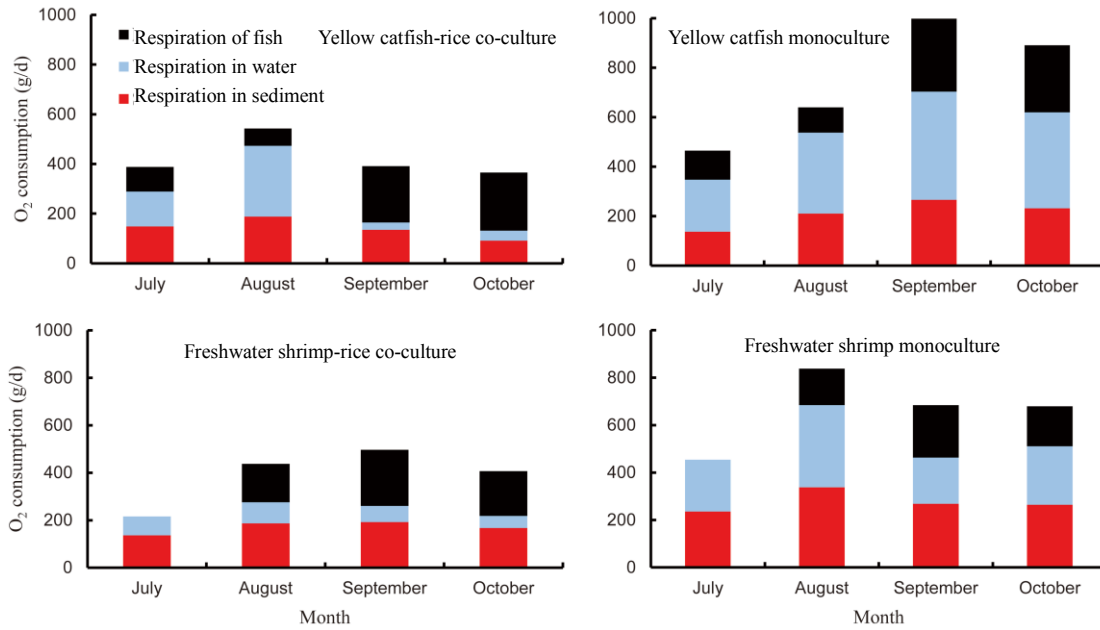 1000
800
600
400
200
0
O₂ consumption (g/d)
Respiration of fish
Respiration in water
Respiration in sediment
Yellow catfish-rice co-culture
July August September October
1000
800
600
400
200
0
Yellow catfish monoculture
July August September October
1000
800
600
400
200
0
O₂ consumption (g/d)
Freshwater shrimp-rice co-culture
July August September October
Month
1000
800
600
400
200
0
Freshwater shrimp monoculture
July August September October
Month